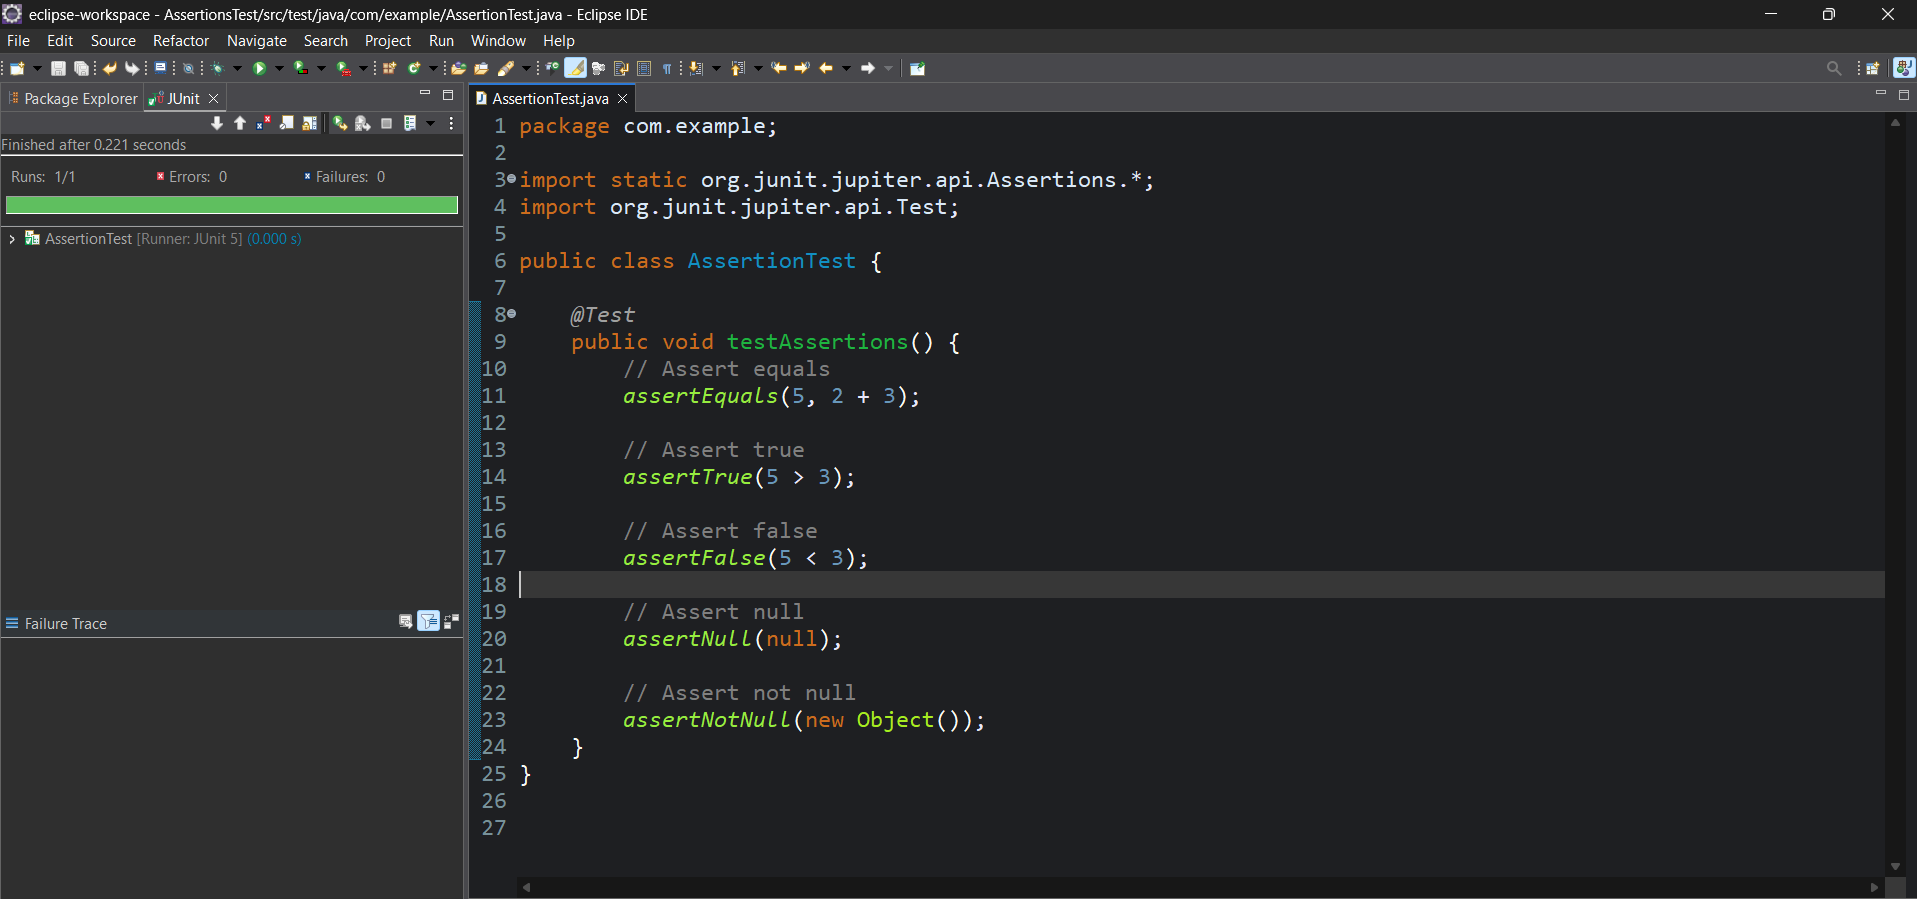 eclipse-workspace - AssertionsTest/src/test/java/com/example/AssertionTest.java - Eclipse IDE
File Edit Source Refactor Navigate Search Project Run Window Help
Package Explorer JUnit
Finished after 0.221 seconds
Runs: 1/1 Errors: 0 Failures: 0
AssertionTest [Runner: JUnit 5] (0.000 s)
Failure Trace
AssertionTest.java
1 package com.example;
2
3 import static org.junit.jupiter.api.Assertions.*;
4 import org.junit.jupiter.api.Test;
5
6 public class AssertionTest {
7
8 @Test
9 public void testAssertions() {
10 // Assert equals
11 assertEquals(5, 2 + 3);
12
13 // Assert true
14 assertTrue(5 > 3);
15
16 // Assert false
17 assertFalse(5 < 3);
18
19 // Assert null
20 assertNull(null);
21
22 // Assert not null
23 assertNotNull(new Object());
24 }
25 }
26
27